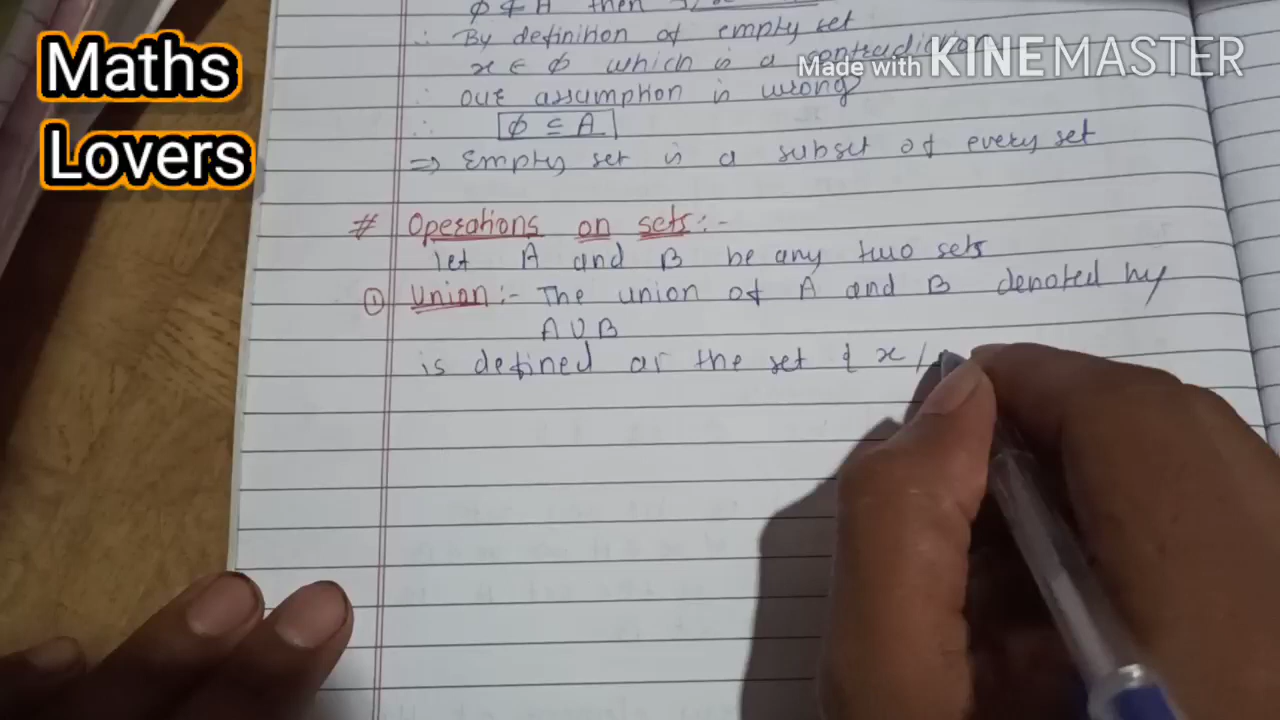 Maths
Lovers
Made with KINEMASTER
φ ⊈ A then
∴ By definition of empty set
x ∈ φ which is a contradiction
∴ our assumption is wrong
∴ φ ⊆ A
⇒ Empty set is a subset of every set
# Operations on sets:-
let A and B be any two sets
① Union:- The union of A and B denoted by
A ∪ B
is defined as the set { x /